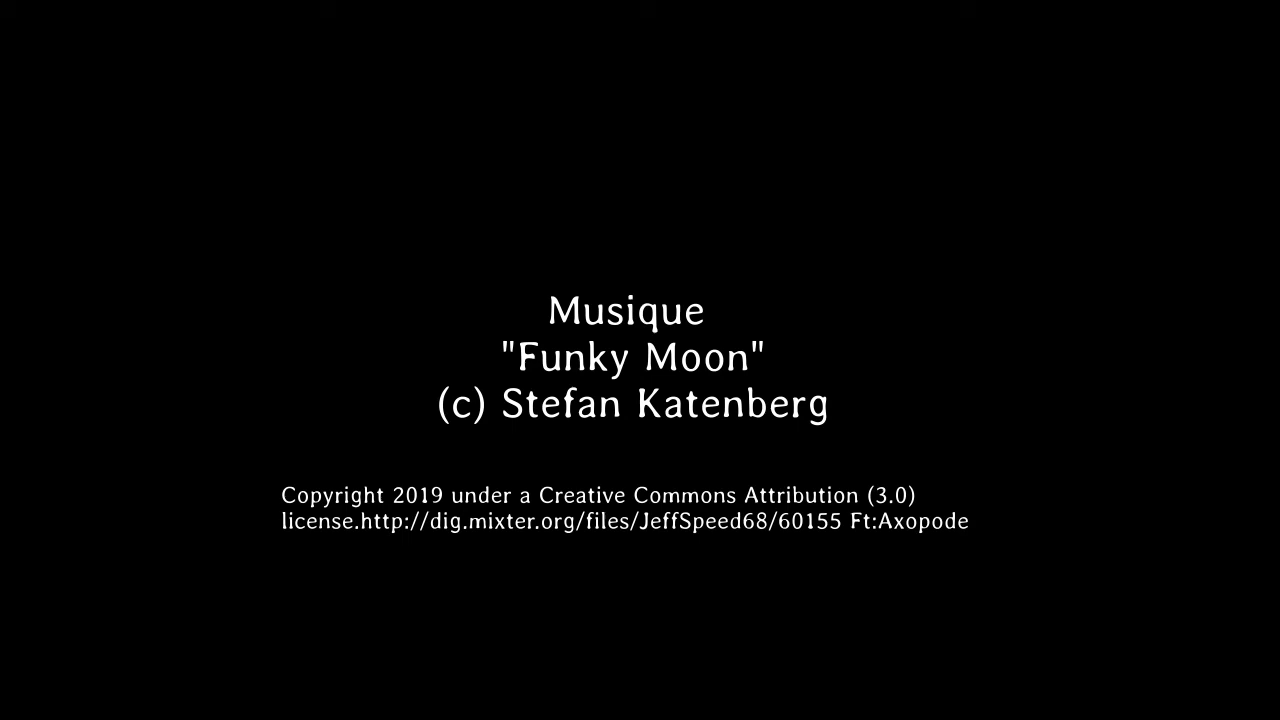 Musique
"Funky Moon"
(c) Stefan Katenberg
Copyright 2019 under a Creative Commons Attribution (3.0)
license.http://dig.mixter.org/files/JeffSpeed68/60155 Ft:Axopode